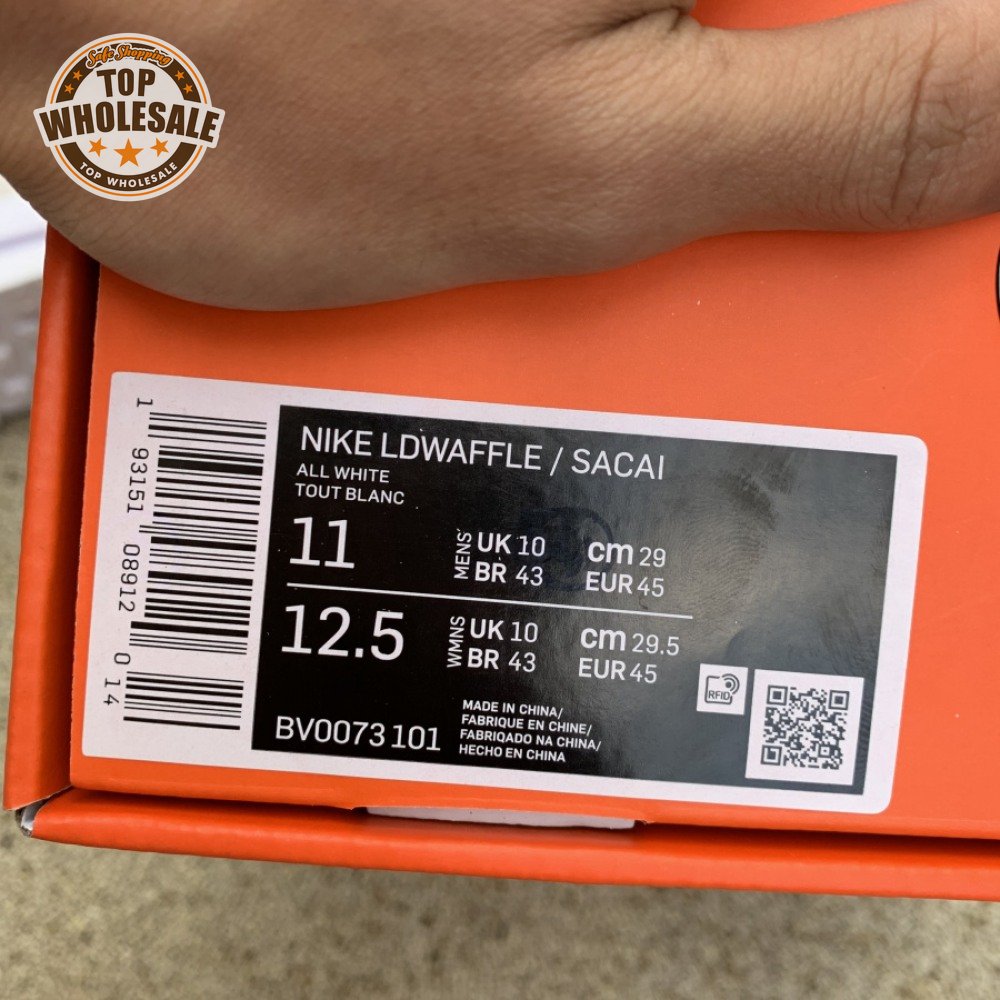 Safe Shopping
TOP
WHOLESALE
TOP WHOLESALE
NIKE LDWAFFLE / SACAI
ALL WHITE
TOUT BLANC
11
MENS'
UK 10
BR 43
cm 29
EUR 45
12.5
WMNS
UK 10
BR 43
cm 29.5
EUR 45
BV0073 101
MADE IN CHINA/
FABRIQUE EN CHINE/
FABRIQADO NA CHINA/
HECHO EN CHINA
RFID
1 93151 08912 0 14